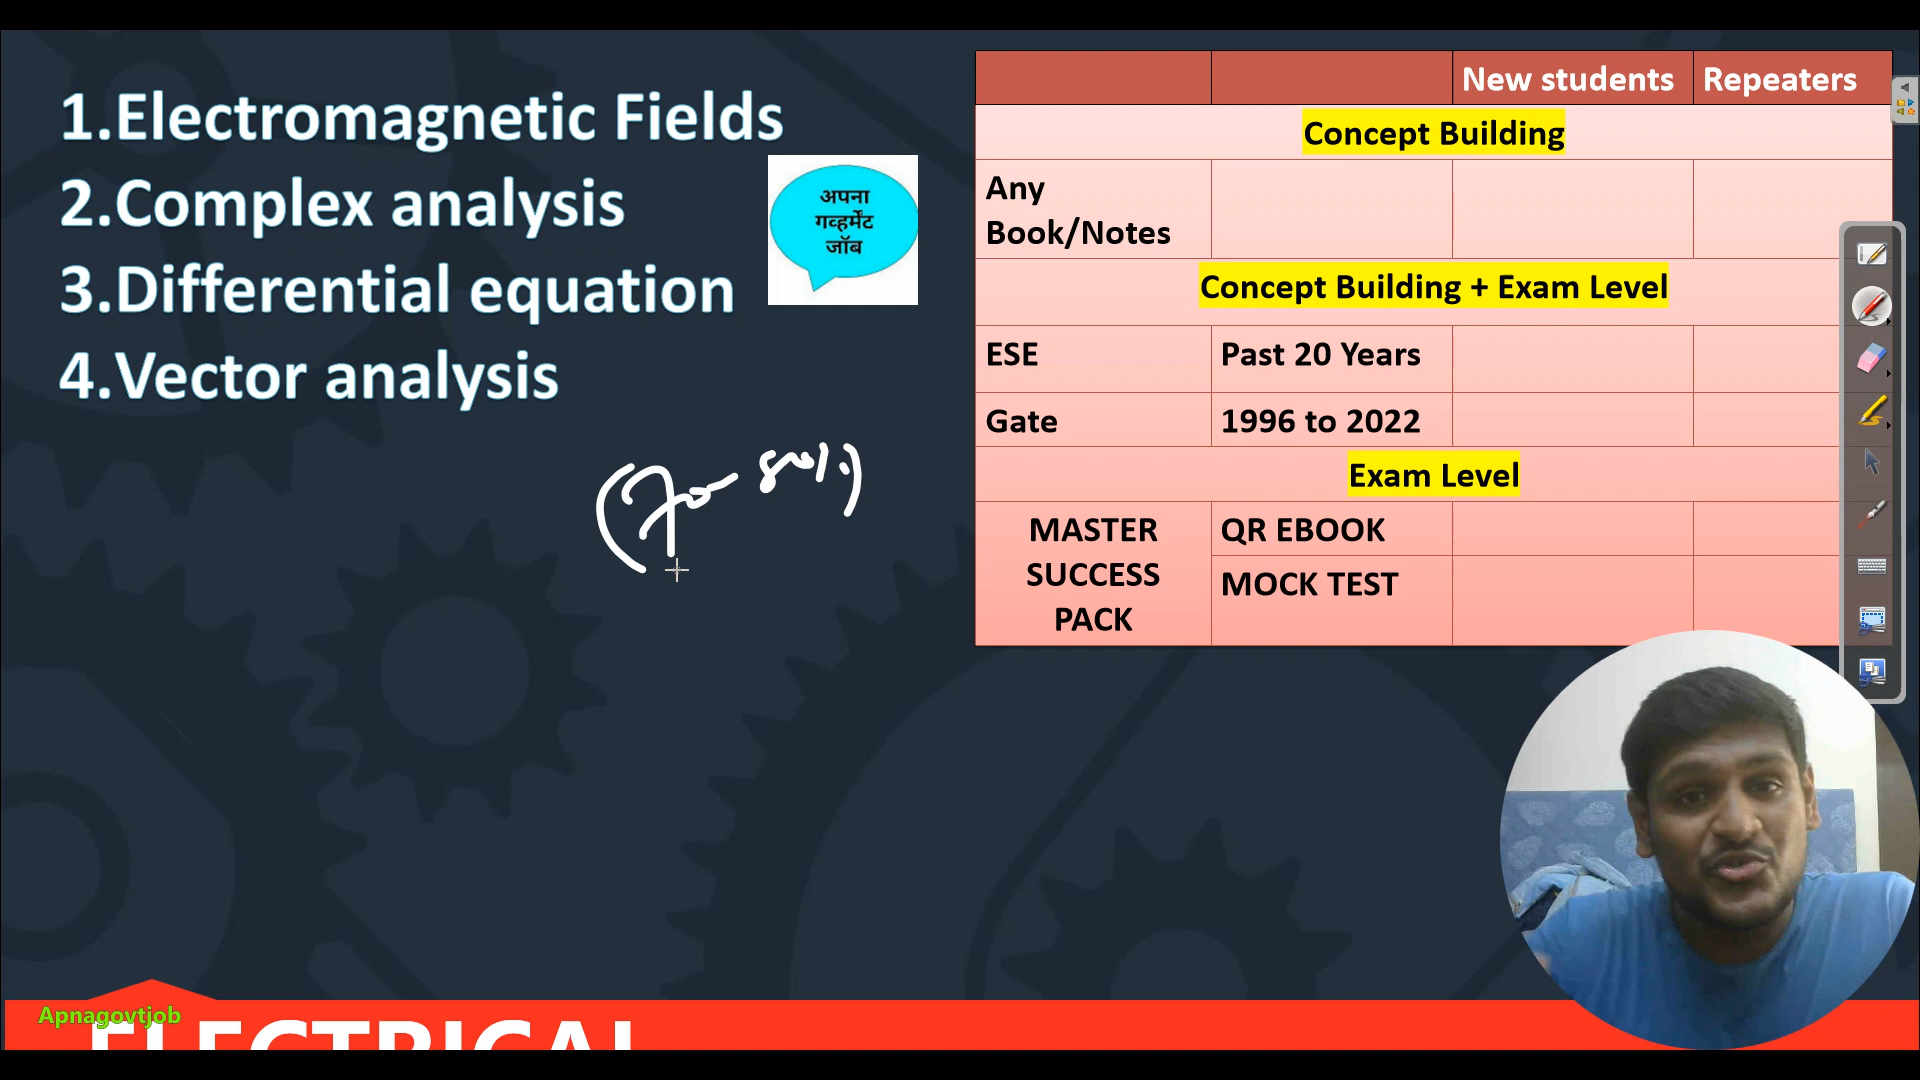 1.Electromagnetic Fields
2.Complex analysis
3.Differential equation
4.Vector analysis
अपना
गव्हर्मेंट
जॉब
New students Repeaters
Concept Building
Any
Book/Notes
Concept Building + Exam Level
ESE Past 20 Years
Gate 1996 to 2022
Exam Level
MASTER
SUCCESS
PACK
QR EBOOK
MOCK TEST
Apnagovtjob
ELECTRICAL